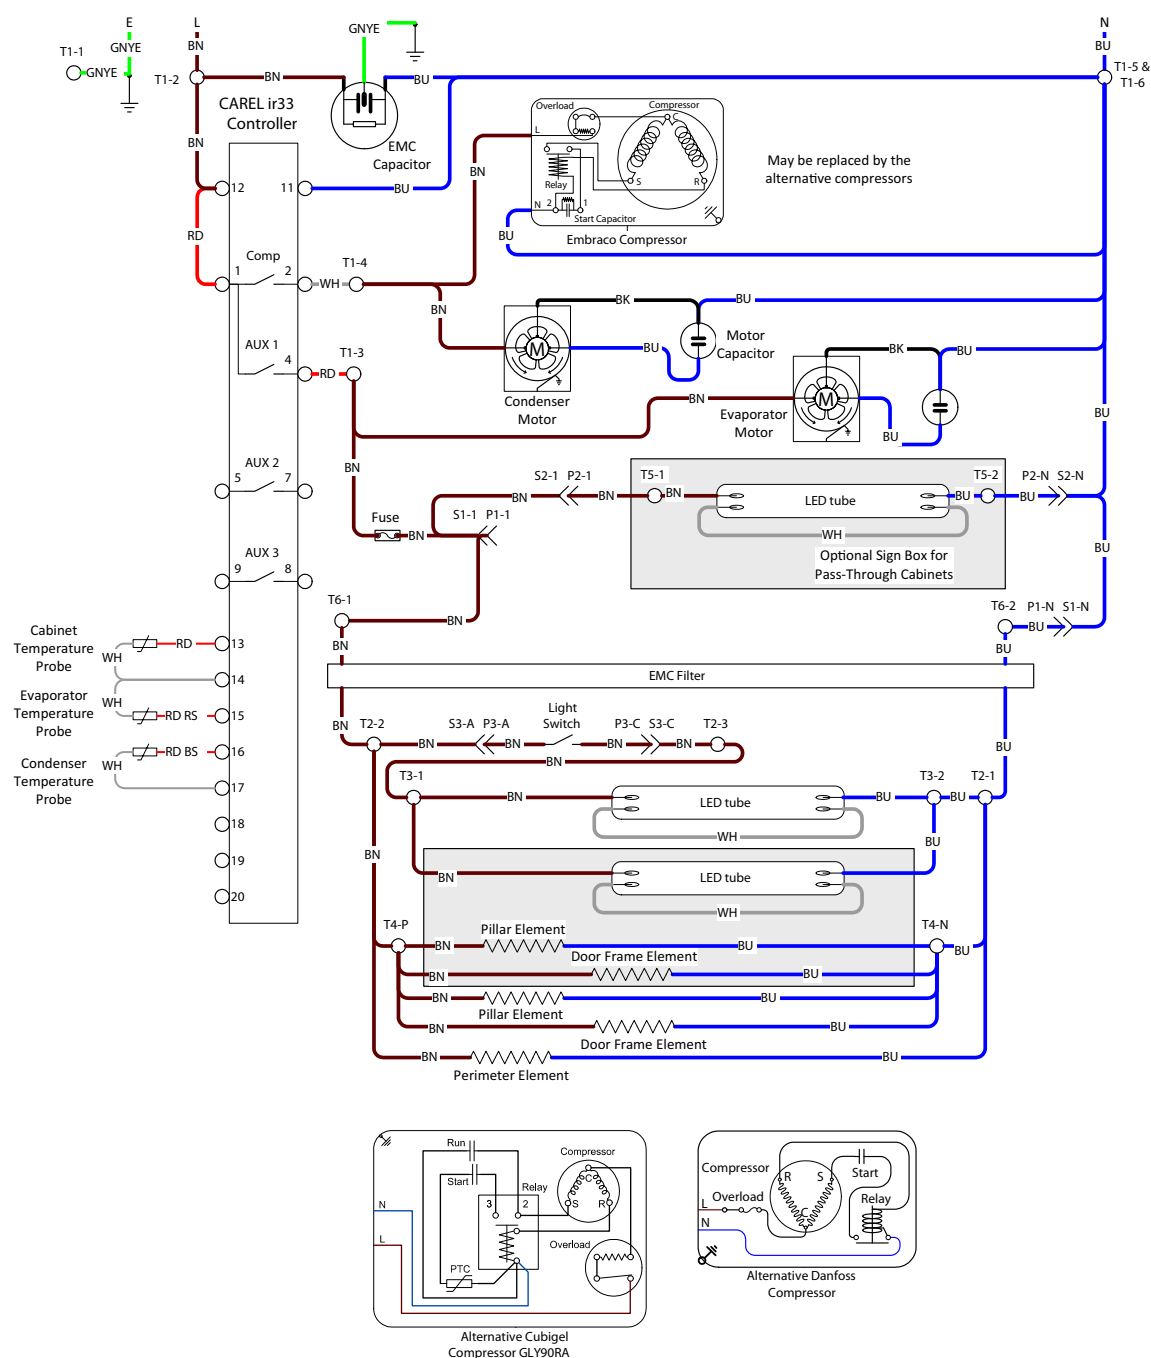 E
L
GNYE
N
GNYE
BN
BU
T1-1
GNYE
T1-2
BN
BU
T1-5 &
T1-6
CAREL ir33
Controller
EMC
Capacitor
BN
12
11
BU
Overload
Compressor
L
C
S
R
Relay
N
2
1
Start Capacitor
Embraco Compressor
May be replaced by the
alternative compressors
BN
BU
RD
Comp
1
2
WH
T1-4
BN
BK
BU
M
BU
Motor
Capacitor
Condenser
Motor
AUX 1
4
RD
T1-3
BK
BU
BN
M
BU
Evaporator
Motor
BU
BN
AUX 2
5
7
S2-1
P2-1
T5-1
T5-2
P2-N
S2-N
BN
BN
BN
LED tube
BU
BU
Fuse
BN
S1-1
P1-1
WH
BU
Optional Sign Box for
Pass-Through Cabinets
AUX 3
9
8
T6-1
BN
T6-2
P1-N
S1-N
BU
BN
BU
EMC Filter
Cabinet
Temperature
Probe
WH
RD
13
14
Evaporator
Temperature
Probe
WH
RD RS
15
Condenser
Temperature
Probe
WH
RD BS
16
17
18
19
20
BN
T2-2
BN
S3-A
P3-A
BN
Light
Switch
BN
P3-C
S3-C
BN
T2-3
BN
BU
T3-1
BN
LED tube
BU
T3-2
BU
T2-1
WH
BU
BN
BN
LED tube
WH
T4-P
BN
Pillar Element
BU
T4-N
BU
BN
Door Frame Element
BU
BN
Pillar Element
BU
BN
Door Frame Element
BU
BN
Perimeter Element
BU
Run
Start
3
2
Relay
Compressor
C
S
R
N
L
Overload
PTC
Alternative Cubigel
Compressor GLY90RA
Compressor
R
S
C
Start
Overload
Relay
L
N
Alternative Danfoss
Compressor